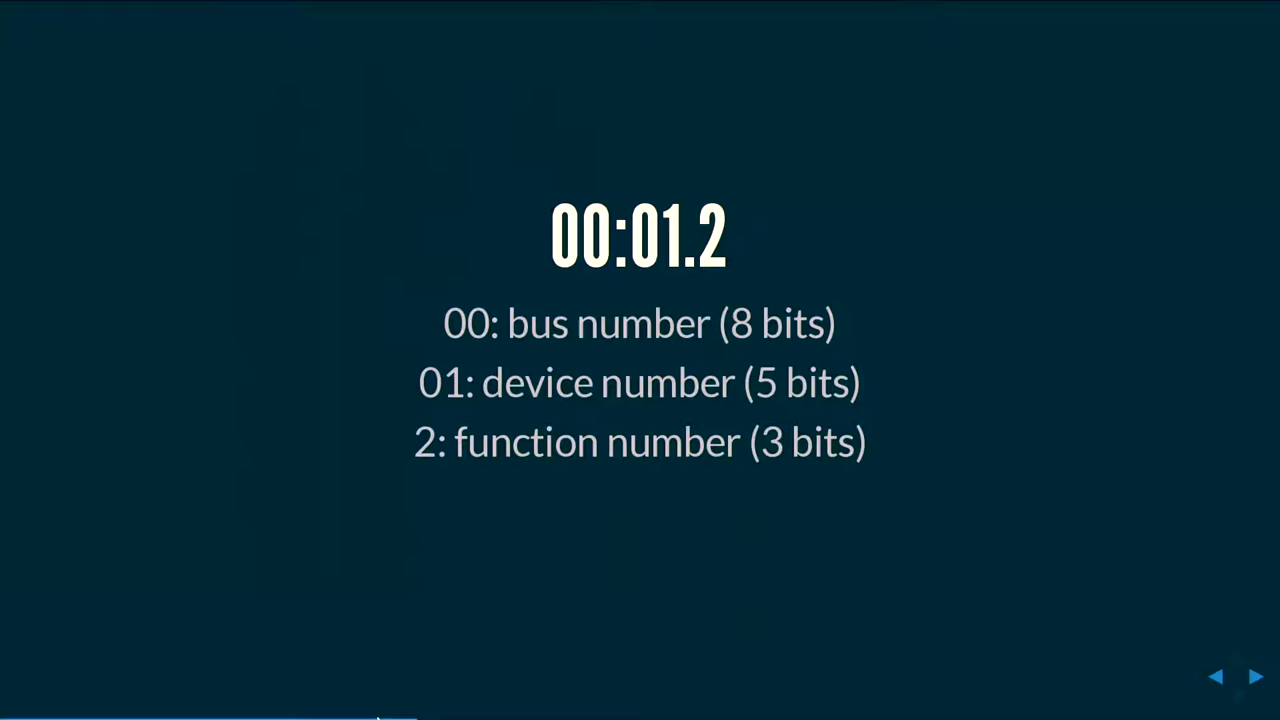 00:01.2
00: bus number (8 bits)
01: device number (5 bits)
2: function number (3 bits)